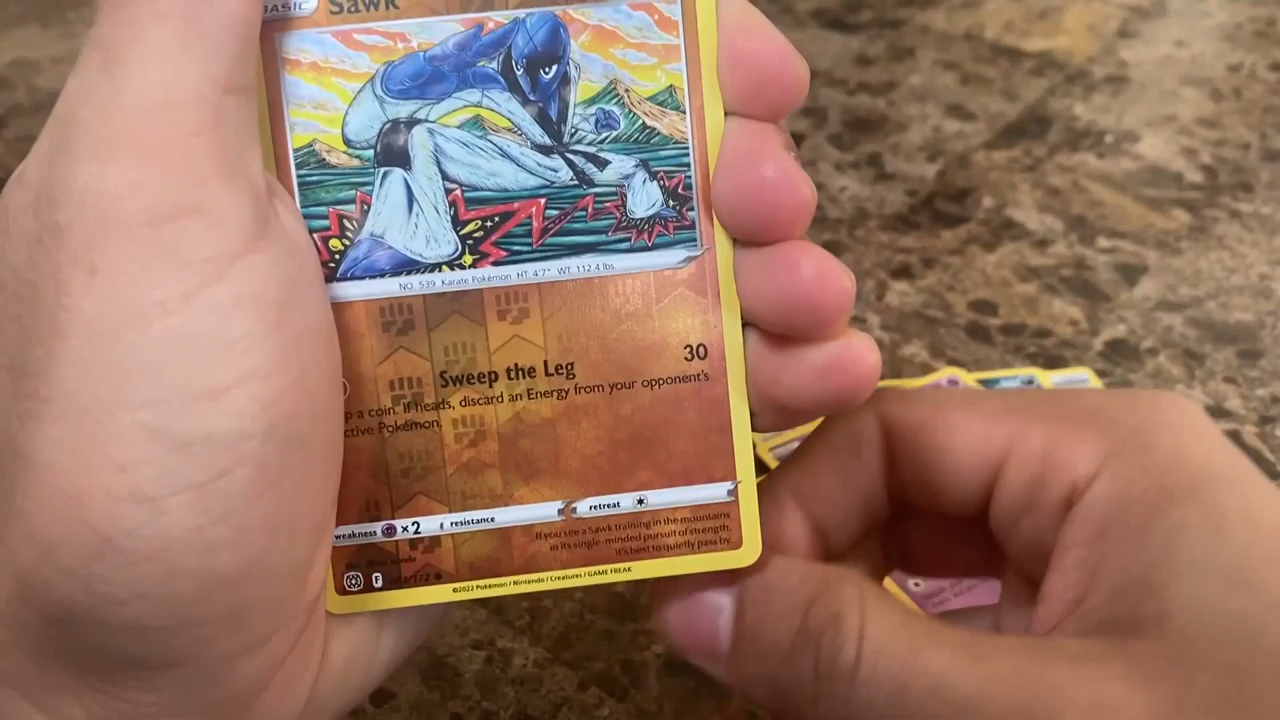 BASIC Sawk
NO. 539 Karate Pokémon HT: 4'7" WT: 112.4 lbs.
Sweep the Leg 30
p a coin. If heads, discard an Energy from your opponent's
ctive Pokémon.
weakness ×2 resistance retreat
If you see a Sawk training in the mountains
in its single-minded pursuit of strength,
it's best to quietly pass by.
F /172
©2022 Pokémon / Nintendo / Creatures / GAME FREAK